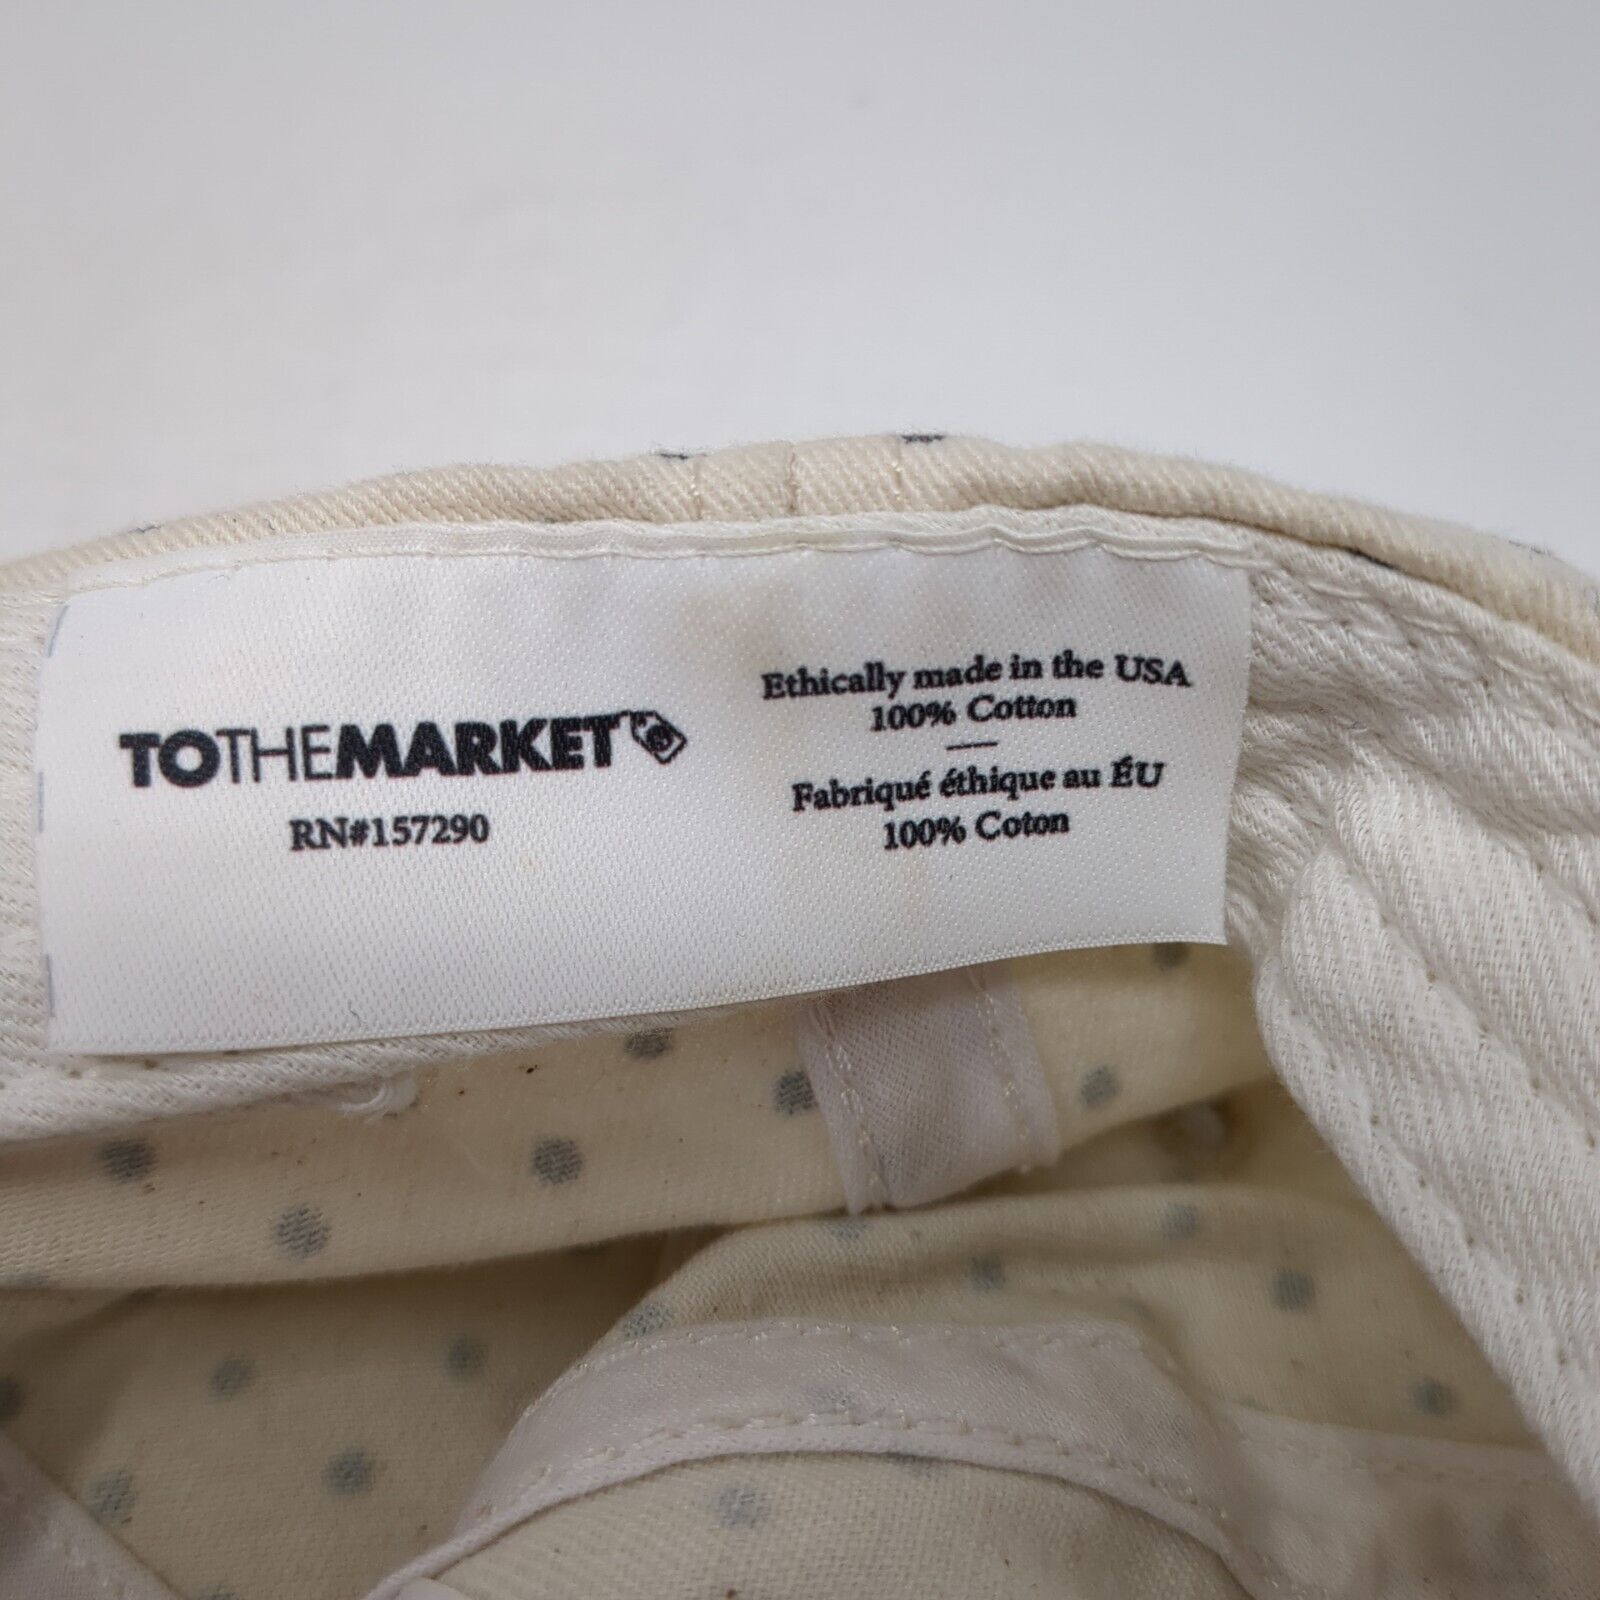 TOTHEMARKET
RN#157290
Ethically made in the USA
100% Cotton
Fabriqué éthique au ÉU
100% Coton